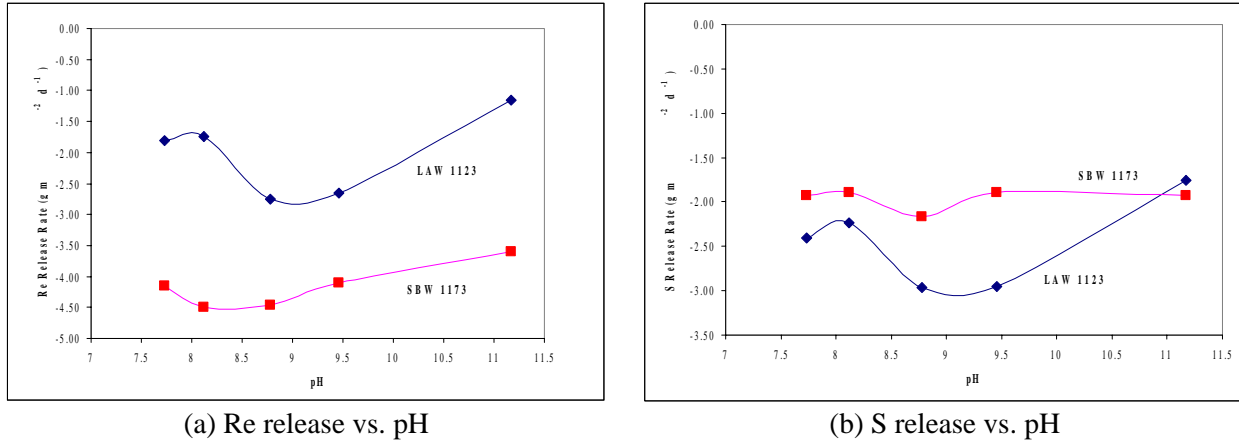 0.00
-0.50
-1.00
-1.50
-2.00
-2.50
-3.00
-3.50
-4.00
-4.50
-5.00
Re Release Rate (g m
-2 d -1)
7 7.5 8 8.5 9 9.5 10 10.5 11 11.5
pH
LAW 1123
SBW 1173
(a) Re release vs. pH
0.00
-0.50
-1.00
-1.50
-2.00
-2.50
-3.00
-3.50
S Release Rate (g m
-2 d -1)
7 7.5 8 8.5 9 9.5 10 10.5 11 11.5
pH
SBW 1173
LAW 1123
(b) S release vs. pH